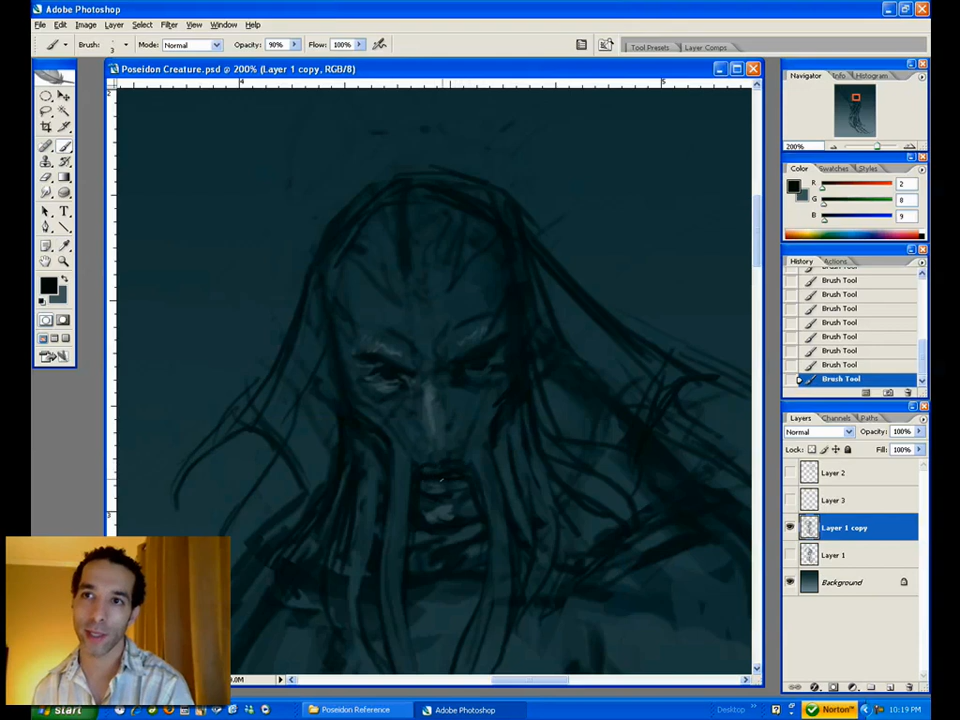 Adobe Photoshop
File Edit Image Layer Select Filter View Window Help
Brush: 3 Mode: Normal Opacity: 90% Flow: 100% Tool Presets Layer Comps
Poseidon Creature.psd @ 200% (Layer 1 copy, RGB/8)
Navigator Info Histogram
200%
Color Swatches Styles
R 2
G 8
B 9
History Actions
Brush Tool
Brush Tool
Brush Tool
Brush Tool
Brush Tool
Brush Tool
Brush Tool
Brush Tool
Layers Channels Paths
Normal Opacity: 100%
Lock: Fill: 100%
Layer 2
Layer 3
Layer 1 copy
Layer 1
Background
0M
start Poseidon Reference Adobe Photoshop Desktop Norton 10:19 PM